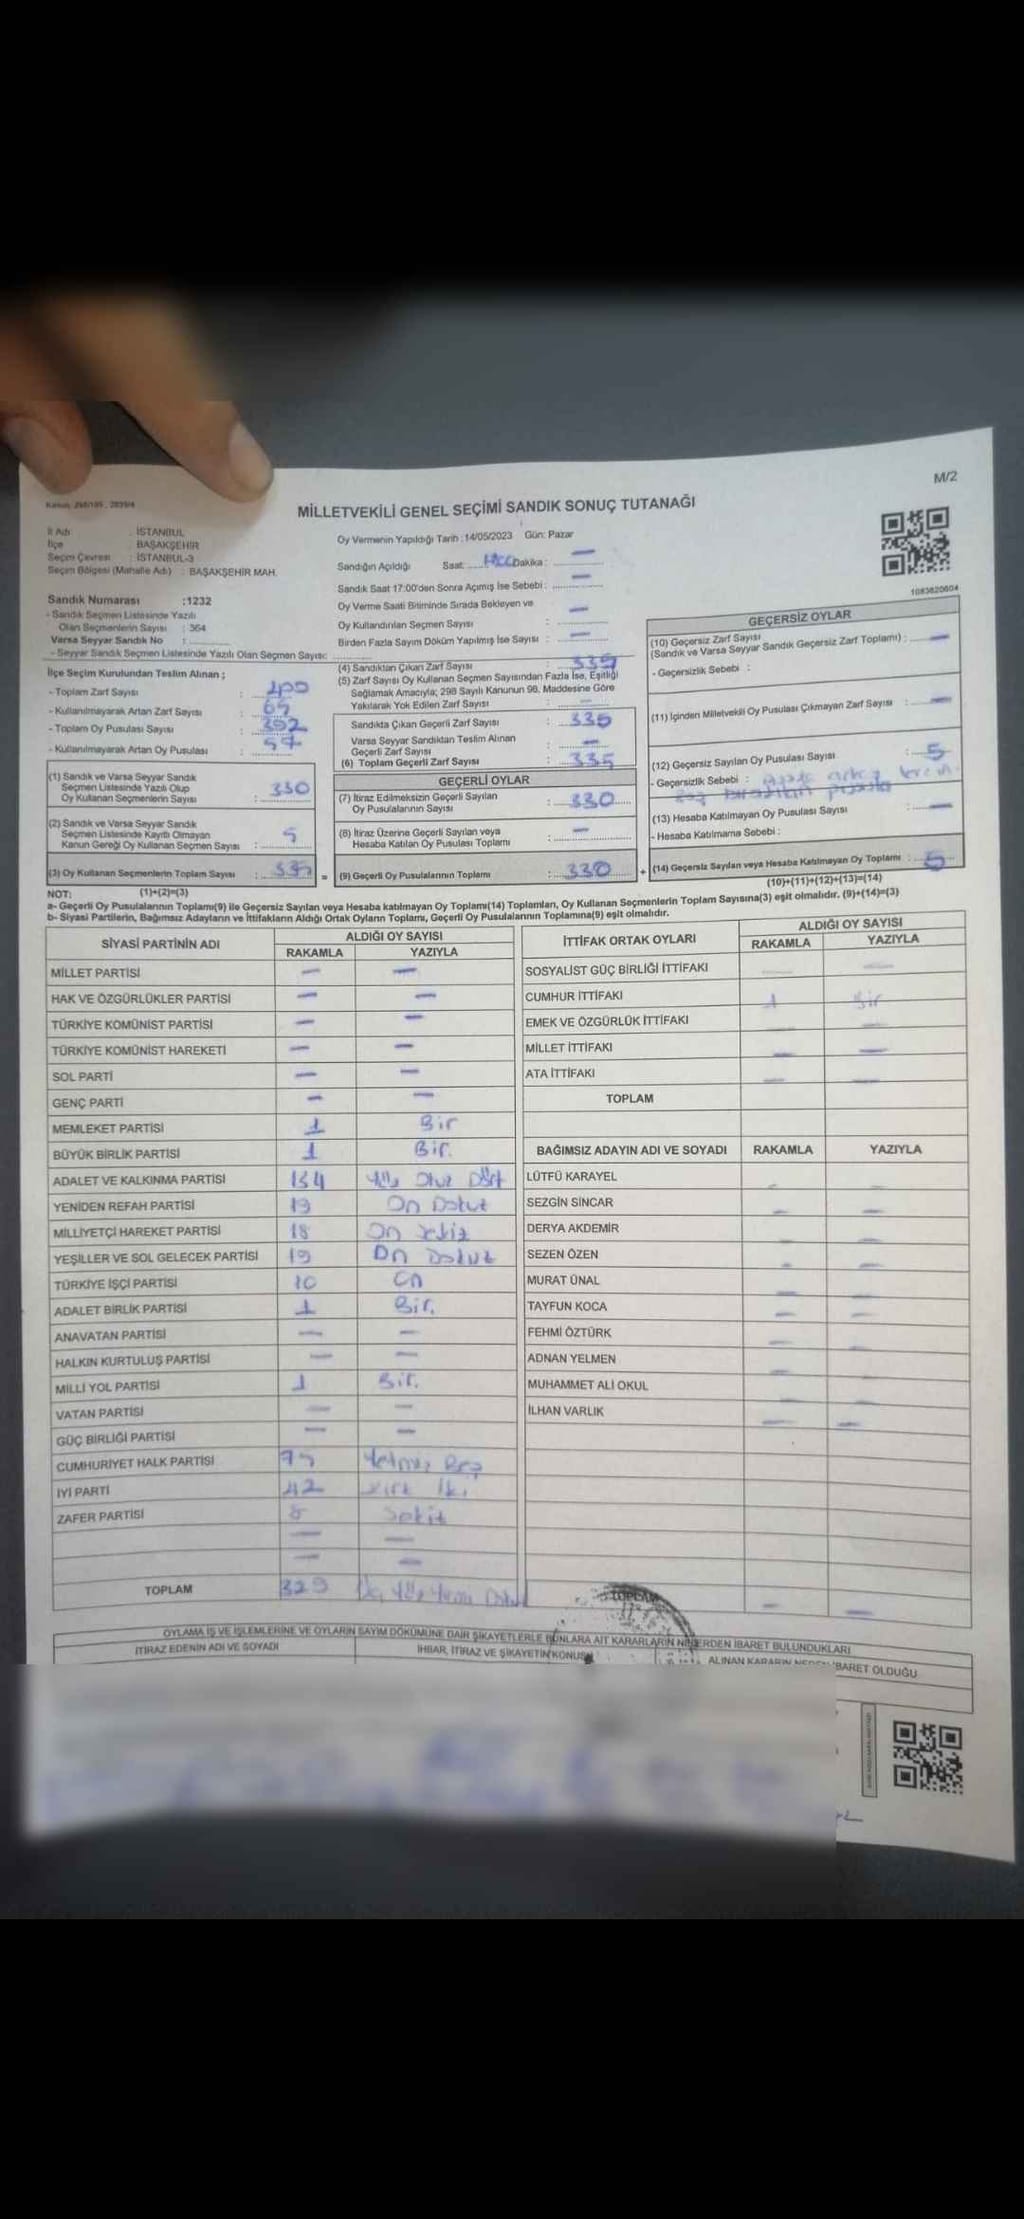 M/2
Kanun: 298/105 , 2839/4
MİLLETVEKİLİ GENEL SEÇİMİ SANDIK SONUÇ TUTANAĞI
İl Adı : İSTANBUL
İlçe : BAŞAKŞEHİR
Seçim Çevresi : İSTANBUL-3
Seçim Bölgesi (Mahalle Adı) : BAŞAKŞEHİR MAH.
Sandık Numarası :1232
- Sandık Seçmen Listesinde Yazılı
Olan Seçmenlerin Sayısı : 364
Varsa Seyyar Sandık No :
- Seyyar Sandık Seçmen Listesinde Yazılı Olan Seçmen Sayısı:
Oy Vermenin Yapıldığı Tarih :14/05/2023 Gün: Pazar
Sandığın Açıldığı Saat: Dakika : —
Sandık Saat 17:00'den Sonra Açımış İse Sebebi : —
Oy Verme Saati Bitiminde Sırada Bekleyen ve
Oy Kullandırılan Seçmen Sayısı : —
Birden Fazla Sayım Döküm Yapılmış İse Sayısı : —
1083820604
İlçe Seçim Kurulundan Teslim Alınan ;
- Toplam Zarf Sayısı : 400
- Kullanılmayarak Artan Zarf Sayısı : 65
- Toplam Oy Pusulası Sayısı : 392
- Kullanılmayarak Artan Oy Pusulası : 57
(1) Sandık ve Varsa Seyyar Sandık
Seçmen Listesinde Yazılı Olup
Oy Kullanan Seçmenlerin Sayısı : 330
(2) Sandık ve Varsa Seyyar Sandık
Seçmen Listesinde Kayıtlı Olmayan
Kanun Gereği Oy Kullanan Seçmen Sayısı : 5
(3) Oy Kullanan Seçmenlerin Toplam Sayısı : 335 =
(4) Sandıktan Çıkan Zarf Sayısı : 335
(5) Zarf Sayısı Oy Kullanan Seçmen Sayısından Fazla İse, Eşitliği
Sağlamak Amacıyla; 298 Sayılı Kanunun 98. Maddesine Göre
Yakılarak Yok Edilen Zarf Sayısı : —
Sandıkta Çıkan Geçerli Zarf Sayısı : 335
Varsa Seyyar Sandıktan Teslim Alınan
Geçerli Zarf Sayısı : —
(6) Toplam Geçerli Zarf Sayısı : 335
GEÇERLİ OYLAR
(7) İtiraz Edilmeksizin Geçerli Sayılan
Oy Pusulalarının Sayısı : 330
(8) İtiraz Üzerine Geçerli Sayılan veya
Hesaba Katılan Oy Pusulası Toplamı : —
(9) Geçerli Oy Pusulalarının Toplamı : 330 +
GEÇERSİZ OYLAR
(10) Geçersiz Zarf Sayısı
(Sandık ve Varsa Seyyar Sandık Geçersiz Zarf Toplamı) : —
- Geçersizlik Sebebi :
(11) İçinden Milletvekili Oy Pusulası Çıkmayan Zarf Sayısı : —
(12) Geçersiz Sayılan Oy Pusulası Sayısı : 5
- Geçersizlik Sebebi :
(13) Hesaba Katılmayan Oy Pusulası Sayısı : —
- Hesaba Katılmama Sebebi :
(14) Geçersiz Sayılan veya Hesaba Katılmayan Oy Toplamı : 5
(10)+(11)+(12)+(13)=(14)
NOT: (1)+(2)=(3)
a- Geçerli Oy Pusulalarının Toplamı(9) ile Geçersiz Sayılan veya Hesaba katılmayan Oy Toplamı(14) Toplamları, Oy Kullanan Seçmenlerin Toplam Sayısına(3) eşit olmalıdır. (9)+(14)=(3)
b- Siyasi Partilerin, Bağımsız Adayların ve İttifakların Aldığı Ortak Oyların Toplamı, Geçerli Oy Pusulalarının Toplamına(9) eşit olmalıdır.
SİYASİ PARTİNİN ADI
ALDIĞI OY SAYISI
RAKAMLA YAZIYLA
MİLLET PARTİSİ — —
HAK VE ÖZGÜRLÜKLER PARTİSİ — —
TÜRKİYE KOMÜNİST PARTİSİ — —
TÜRKİYE KOMÜNİST HAREKETİ — —
SOL PARTİ — —
GENÇ PARTİ — —
MEMLEKET PARTİSİ 1 Bir
BÜYÜK BİRLİK PARTİSİ 1 Bir.
ADALET VE KALKINMA PARTİSİ 134 Yüz Otuz Dört
YENİDEN REFAH PARTİSİ 19 On Dokuz
MİLLİYETÇİ HAREKET PARTİSİ 18 On Sekiz
YEŞİLLER VE SOL GELECEK PARTİSİ 19 On Dokuz
TÜRKİYE İŞÇİ PARTİSİ 10 On
ADALET BİRLİK PARTİSİ 1 Bir.
ANAVATAN PARTİSİ — —
HALKIN KURTULUŞ PARTİSİ — —
MİLLİ YOL PARTİSİ 1 Bir.
VATAN PARTİSİ — —
GÜÇ BİRLİĞİ PARTİSİ — —
CUMHURİYET HALK PARTİSİ 75 Yetmiş Beş
İYİ PARTİ 42 Kırk İki
ZAFER PARTİSİ 8 Sekiz
— —
— —
TOPLAM 329 Üç Yüz Yirmi Dokuz
İTTİFAK ORTAK OYLARI
ALDIĞI OY SAYISI
RAKAMLA YAZIYLA
SOSYALİST GÜÇ BİRLİĞİ İTTİFAKI — —
CUMHUR İTTİFAKI 1 Bir
EMEK VE ÖZGÜRLÜK İTTİFAKI — —
MİLLET İTTİFAKI — —
ATA İTTİFAKI — —
TOPLAM
BAĞIMSIZ ADAYIN ADI VE SOYADI RAKAMLA YAZIYLA
LÜTFÜ KARAYEL — —
SEZGİN SİNCAR — —
DERYA AKDEMİR — —
SEZEN ÖZEN — —
MURAT ÜNAL — —
TAYFUN KOCA — —
FEHMİ ÖZTÜRK — —
ADNAN YELMEN — —
MUHAMMET ALİ OKUL — —
İLHAN VARLIK — —
TOPLAM — —
OYLAMA İŞ VE İŞLEMLERİNE VE OYLARIN SAYIM DÖKÜMÜNE DAİR ŞİKAYETLERLE BUNLARA AİT KARARLARIN NELERDEN İBARET BULUNDUKLARI
İTİRAZ EDENİN ADI VE SOYADI
İHBAR, İTİRAZ VE ŞİKAYETİN KONUSU
ALINAN KARARIN NEDEN İBARET OLDUĞU